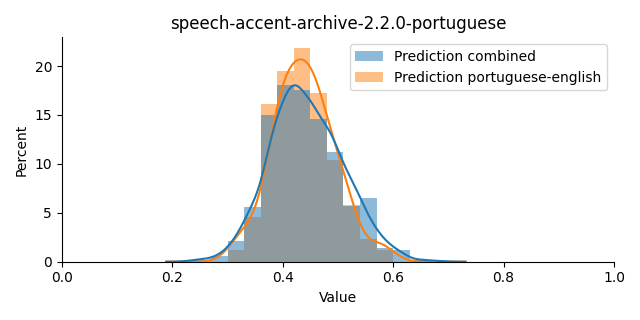 speech-accent-archive-2.2.0-portuguese
Prediction combined
Prediction portuguese-english
Percent
20
15
10
5
0
0.0 0.2 0.4 0.6 0.8 1.0
Value